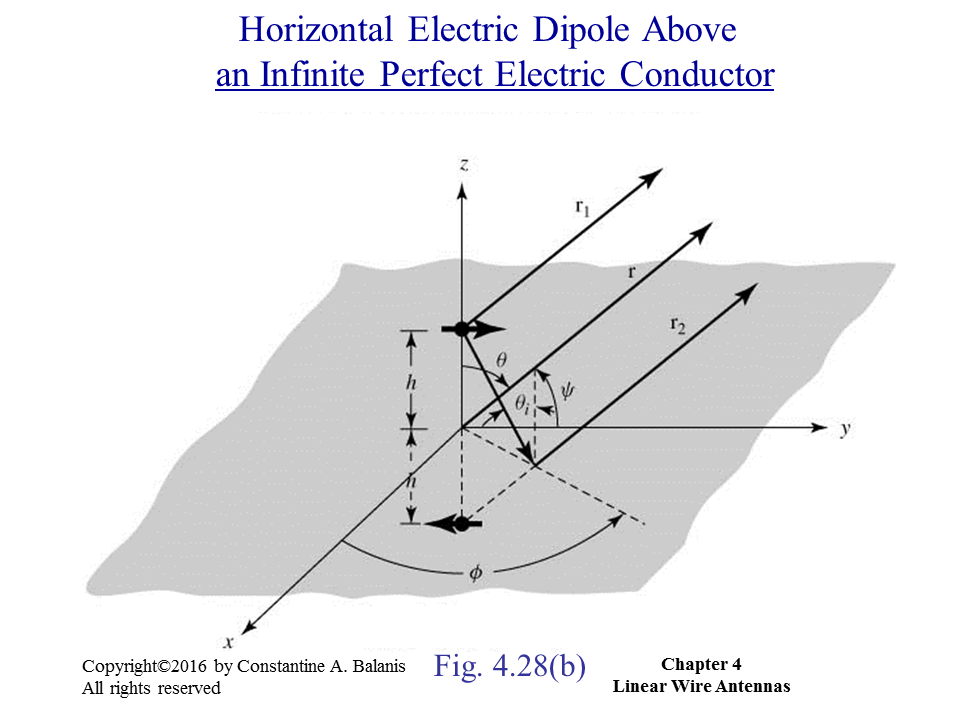 Horizontal Electric Dipole Above
an Infinite Perfect Electric Conductor
z
r1
r
r2
θ
h
θi
ψ
y
h
ϕ
x
Copyright©2016 by Constantine A. Balanis
All rights reserved
Fig. 4.28(b)
Chapter 4
Linear Wire Antennas